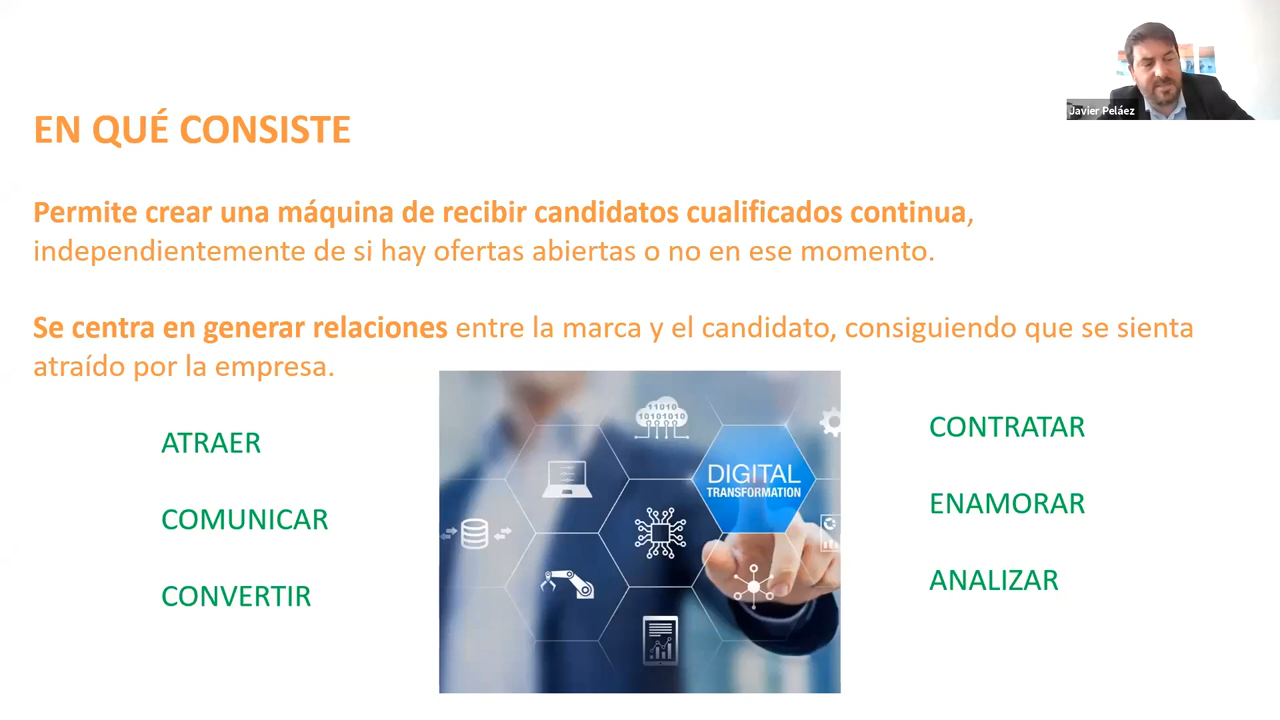 Javier Peláez
EN QUÉ CONSISTE
Permite crear una máquina de recibir candidatos cualificados continua,
independientemente de si hay ofertas abiertas o no en ese momento.
Se centra en generar relaciones entre la marca y el candidato, consiguiendo que se sienta
atraído por la empresa.
ATRAER
COMUNICAR
CONVERTIR
11010
10101010
DIGITAL
TRANSFORMATION
CONTRATAR
ENAMORAR
ANALIZAR